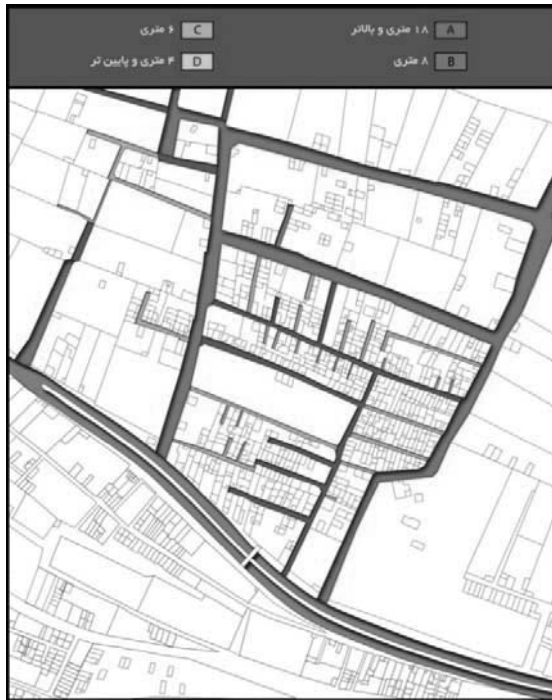 A ۱۸ متری و بالاتر
C ۶ متری
B ۸ متری
D ۴ متری و پایین تر